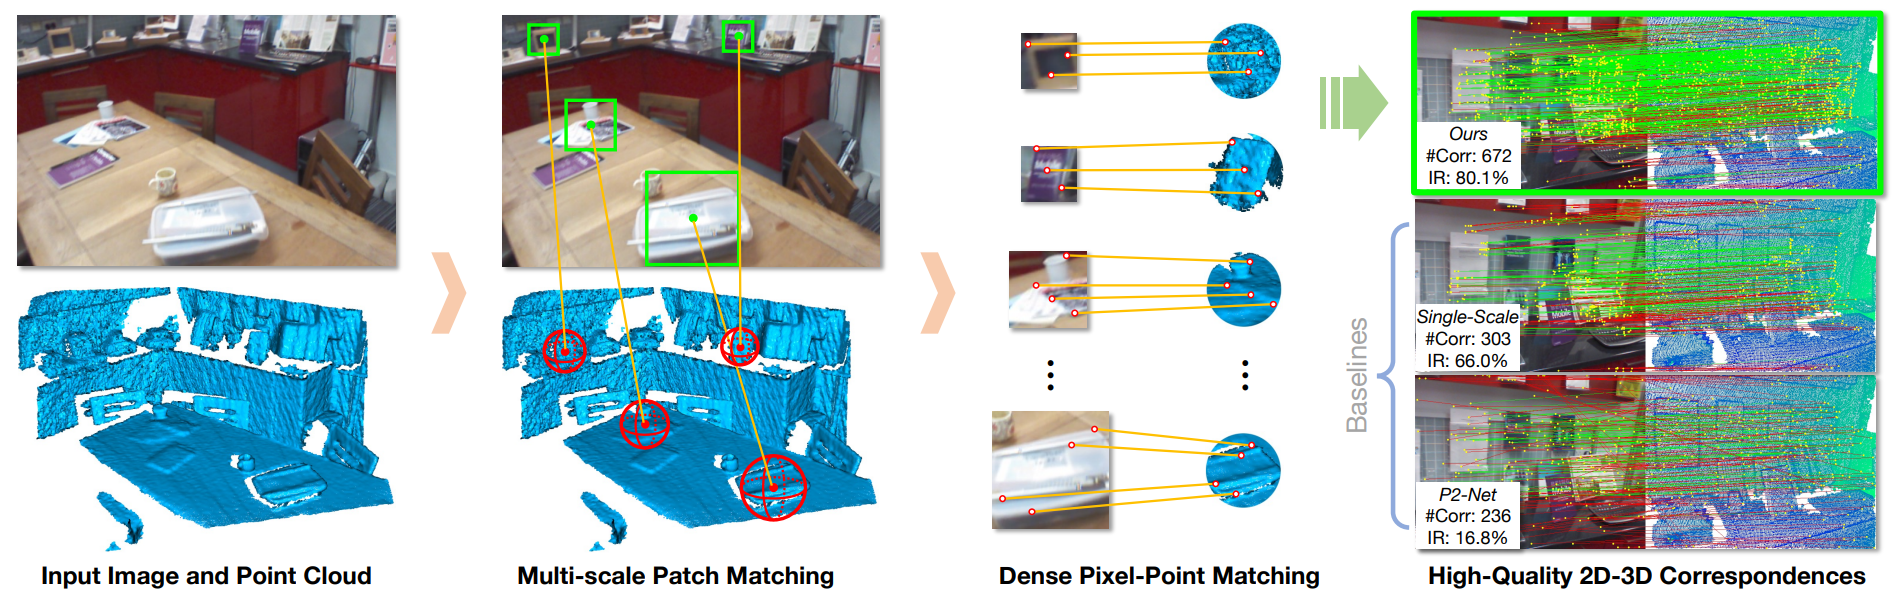 Ours
#Corr: 672
IR: 80.1%
Single-Scale
#Corr: 303
IR: 66.0%
P2-Net
#Corr: 236
IR: 16.8%
Baselines
Input Image and Point Cloud
Multi-scale Patch Matching
Dense Pixel-Point Matching
High-Quality 2D-3D Correspondences